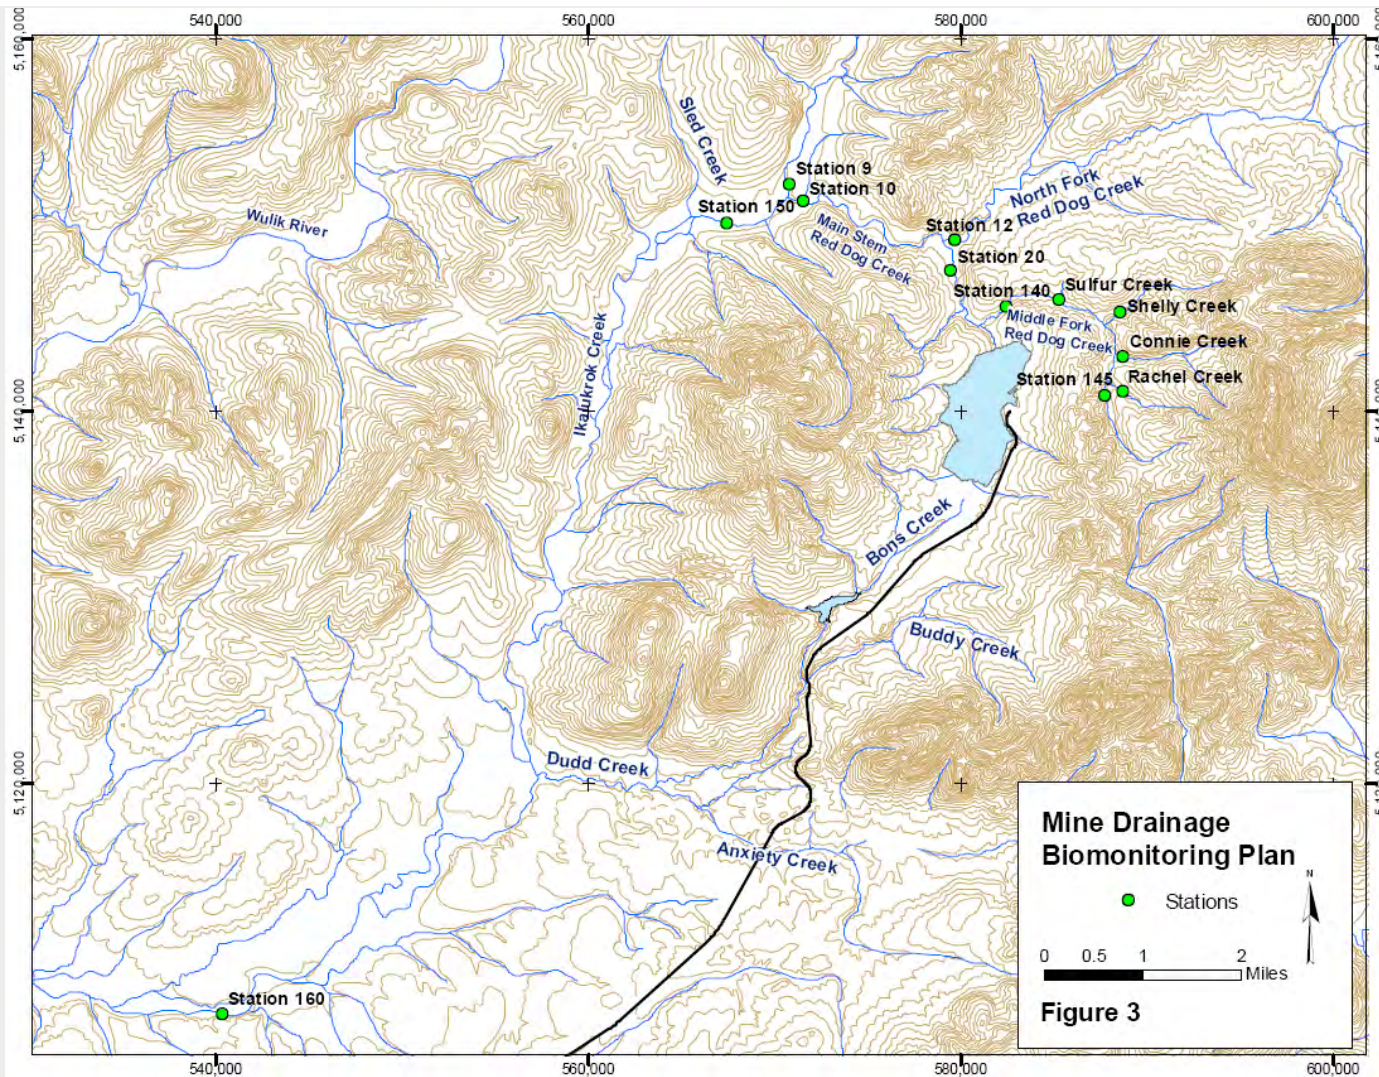 540,000
560,000
580,000
600,000
5,160,000
Sled Creek
Station 9
Station 10
Station 150
North Fork
Red Dog Creek
Wulik River
Main Stem
Red Dog Creek
Station 12
Station 20
Station 140
Sulfur Creek
Shelly Creek
Middle Fork
Red Dog Creek
Connie Creek
Ikalukrok Creek
Station 145
Rachel Creek
5,140,000
Bons Creek
Buddy Creek
Dudd Creek
5,120,000
Anxiety Creek
Station 160
Mine Drainage
Biomonitoring Plan
Stations
N
0 0.5 1 2
Miles
Figure 3
540,000
560,000
580,000
600,000